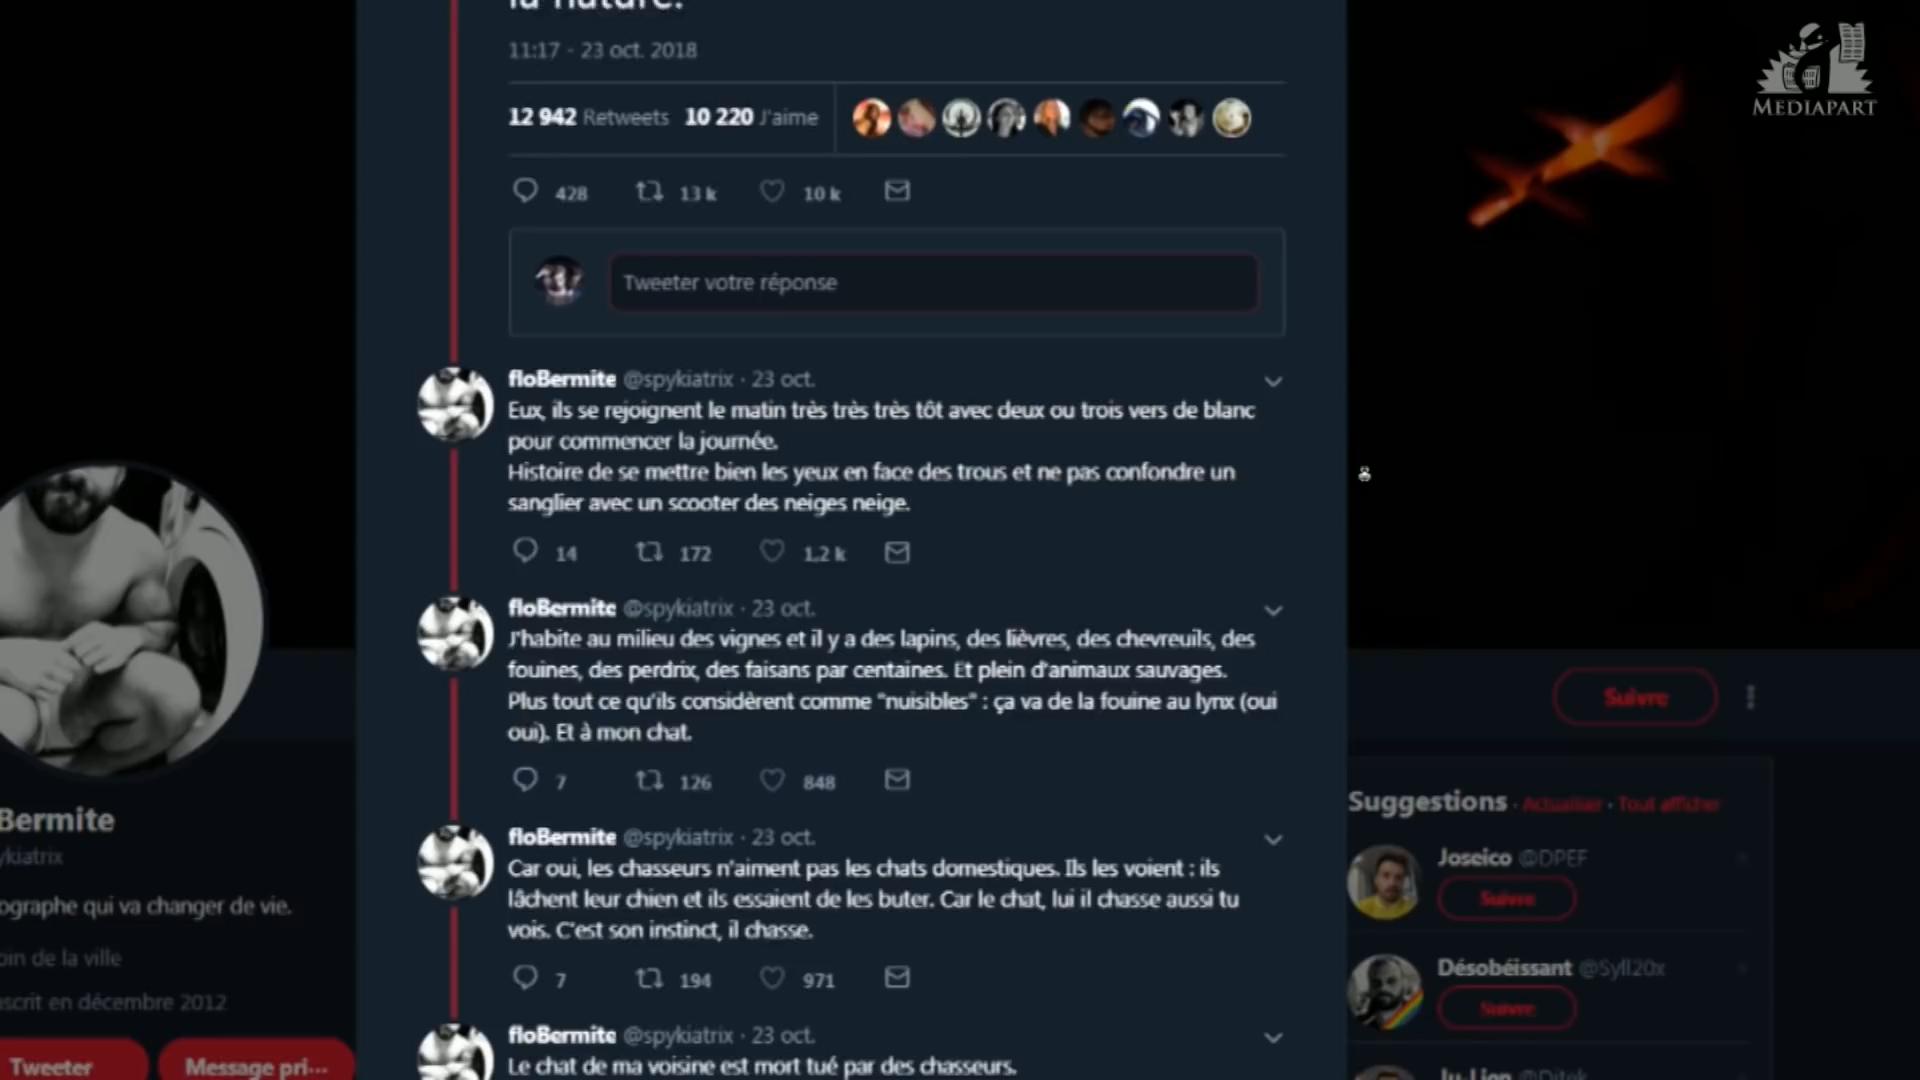 la nature.
11:17 - 23 oct. 2018
12 942 Retweets 10 220 J'aime
428 13 k 10 k
Tweeter votre réponse
floBermite @spykiatrix · 23 oct.
Eux, ils se rejoignent le matin très très très tôt avec deux ou trois vers de blanc
pour commencer la journée.
Histoire de se mettre bien les yeux en face des trous et ne pas confondre un
sanglier avec un scooter des neiges neige.
14 172 1,2 k
floBermite @spykiatrix · 23 oct.
J'habite au milieu des vignes et il y a des lapins, des lièvres, des chevreuils, des
fouines, des perdrix, des faisans par centaines. Et plein d'animaux sauvages.
Plus tout ce qu'ils considèrent comme "nuisibles" : ça va de la fouine au lynx (oui
oui). Et à mon chat.
7 126 848
floBermite @spykiatrix · 23 oct.
Car oui, les chasseurs n'aiment pas les chats domestiques. Ils les voient : ils
lâchent leur chien et ils essaient de les buter. Car le chat, lui il chasse aussi tu
vois. C'est son instinct, il chasse.
7 194 971
floBermite @spykiatrix · 23 oct.
Le chat de ma voisine est mort tué par des chasseurs.
Bermite
ykiatrix
ographe qui va changer de vie.
oin de la ville
nscrit en décembre 2012
Tweeter Message pri...
MEDIAPART
Suivre
Suggestions · Actualiser · Tout afficher
Joseico @DPEF
Suivre
Désobéissant @Syll20x
Suivre
Ju-Lien @Ditek